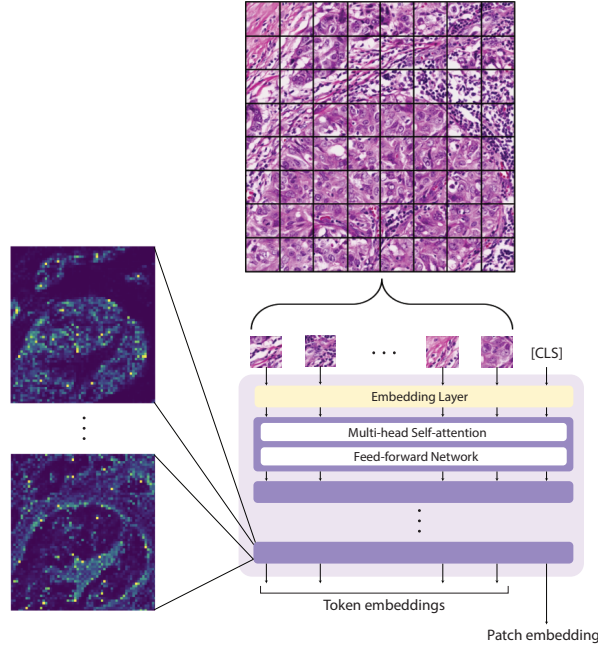 [CLS]
Embedding Layer
Multi-head Self-attention
Feed-forward Network
Token embeddings
Patch embedding